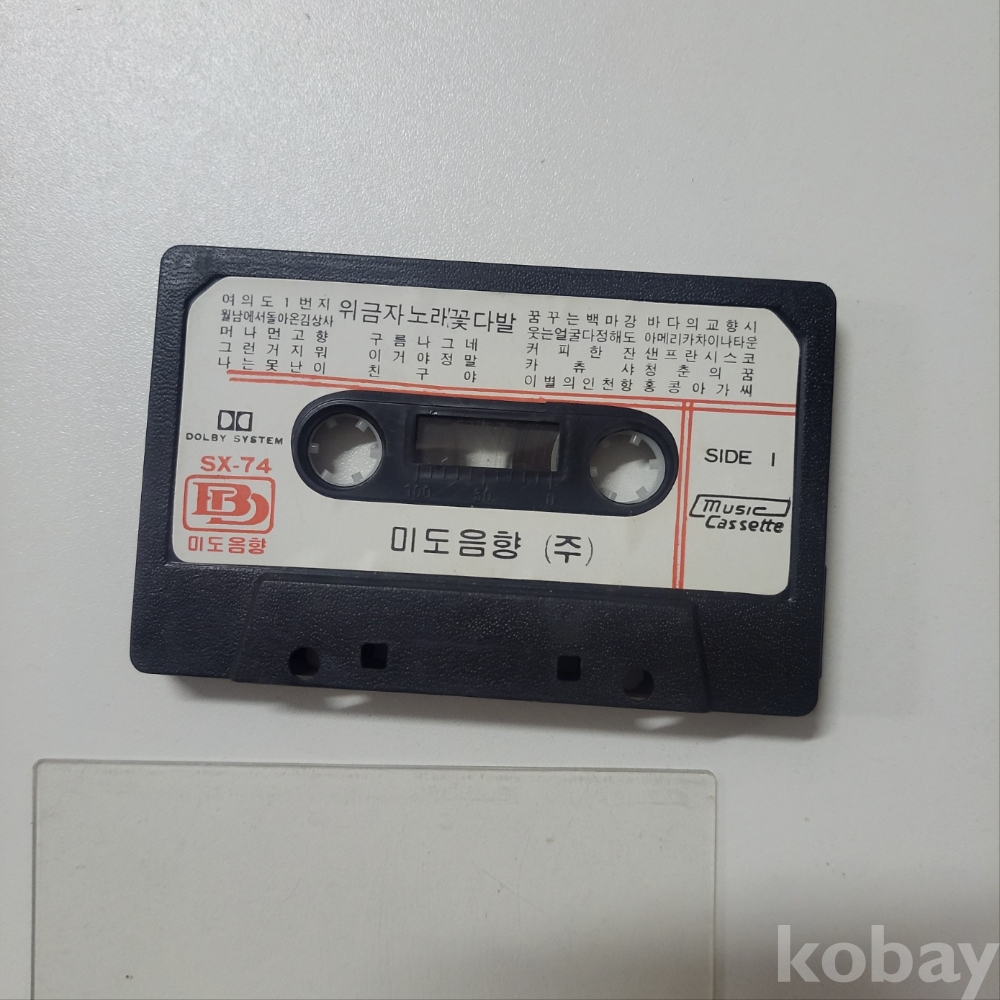 여의도1번지
월남에서돌아온김상사
머나먼고향
그런거지뭐
나는못난이
위금자노래꽃다발
구름나그네
이거야정말
친구야
꿈꾸는백마강
웃는얼굴다정해도
커피한잔
카츄샤
이별의인천항
바다의교향시
아메리카차이나타운
샌프란시스코
청춘의꿈
홍콩아가씨
DOLBY SYSTEM
SX-74
미도음향
100 50 0
미도음향 (주)
SIDE 1
Music
Cassette
kobay